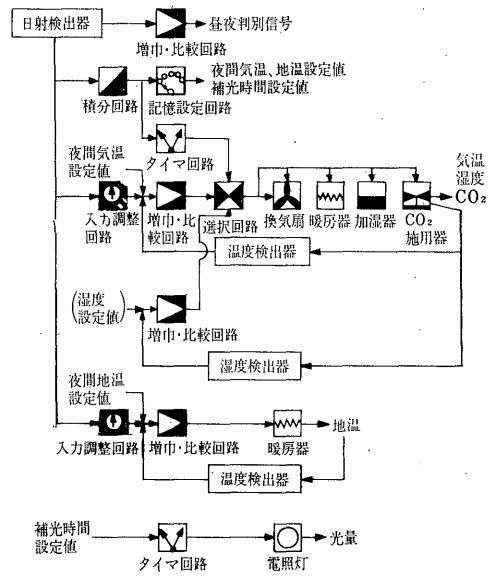 日射検出器
昼夜判別信号
増巾・比較回路
夜間気温、地温設定値
補光時間設定値
積分回路
記憶設定回路
夜間気温
設定値
タイマ回路
気温
湿度
CO₂
入力調整
回路
増巾・比
較回路
選択回路
換気扇
暖房器
加湿器
CO₂
施用器
温度検出器
(湿度
設定値)
増巾・比較回路
湿度検出器
夜間地温
設定値
入力調整回路
増巾・比較回路
暖房器
地温
温度検出器
補光時間
設定値
タイマ回路
電照灯
光量